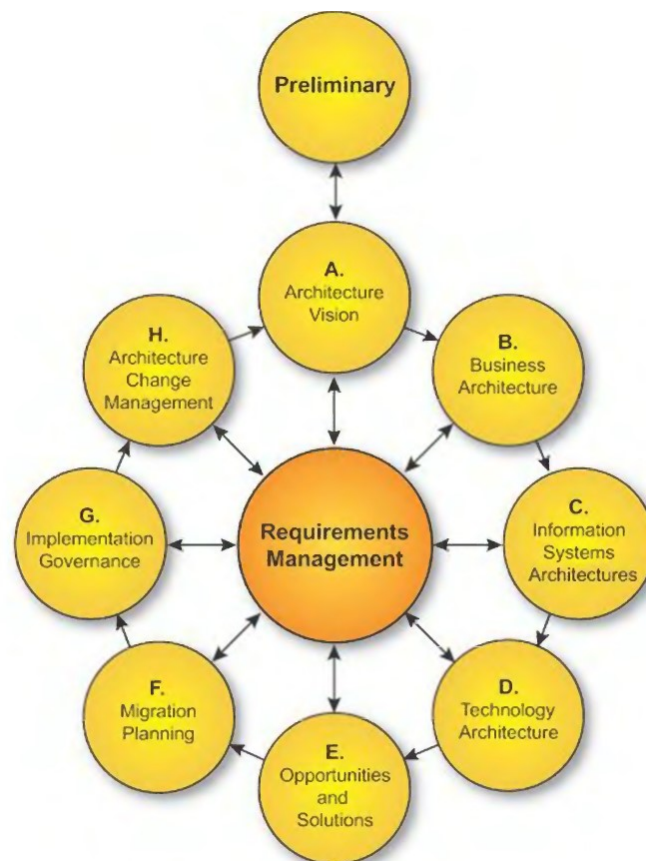 Preliminary
A.
Architecture
Vision
B.
Business
Architecture
C.
Information
Systems
Architectures
D.
Technology
Architecture
E.
Opportunities
and
Solutions
F.
Migration
Planning
G.
Implementation
Governance
H.
Architecture
Change
Management
Requirements
Management